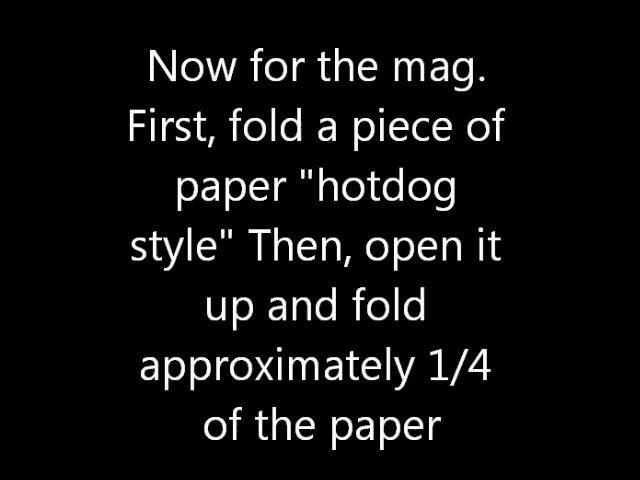 Now for the mag.
First, fold a piece of
paper "hotdog
style" Then, open it
up and fold
approximately 1/4
of the paper